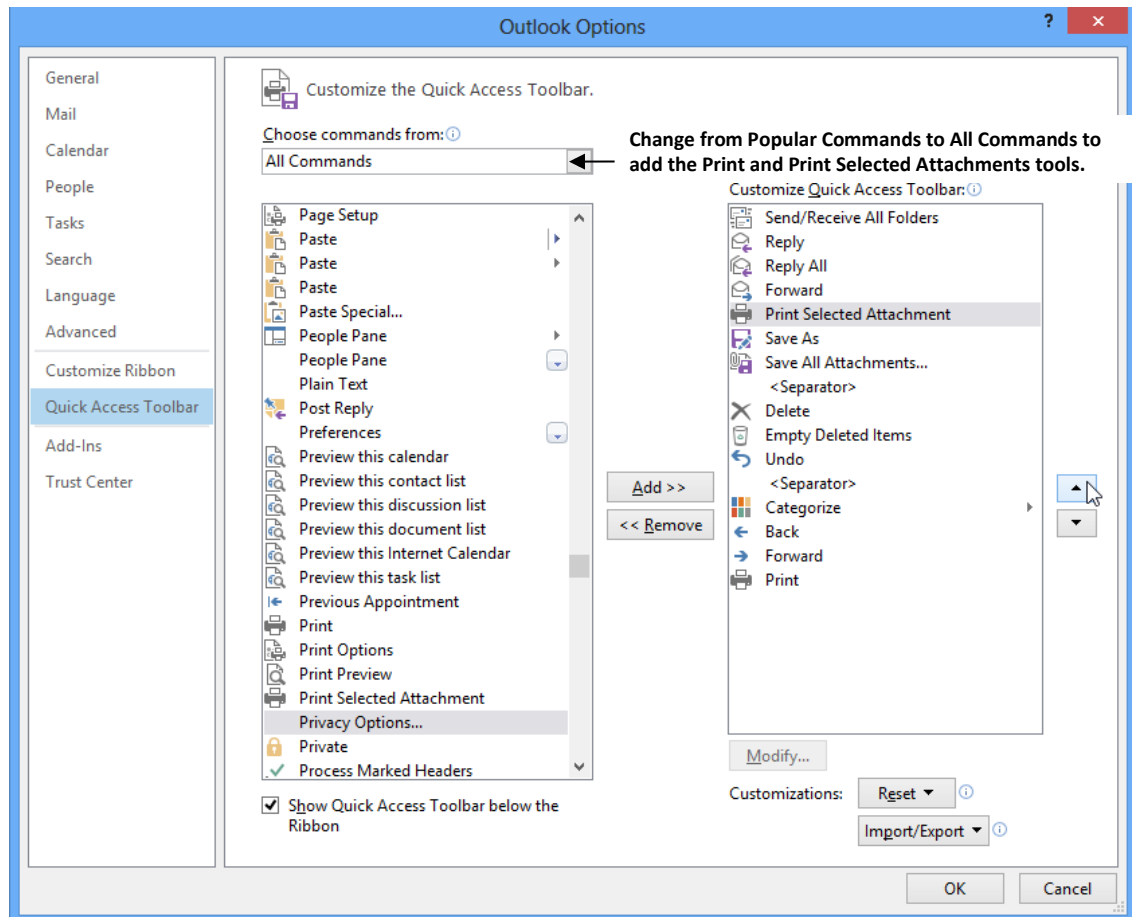 Outlook Options
?
×
General
Mail
Calendar
People
Tasks
Search
Language
Advanced
Customize Ribbon
Quick Access Toolbar
Add-Ins
Trust Center
Customize the Quick Access Toolbar.
Choose commands from:
All Commands
Change from Popular Commands to All Commands to
add the Print and Print Selected Attachments tools.
Page Setup
Paste
Paste
Paste
Paste Special...
People Pane
People Pane
Plain Text
Post Reply
Preferences
Preview this calendar
Preview this contact list
Preview this discussion list
Preview this document list
Preview this Internet Calendar
Preview this task list
Previous Appointment
Print
Print Options
Print Preview
Print Selected Attachment
Privacy Options...
Private
Process Marked Headers
Show Quick Access Toolbar below the
Ribbon
Add >>
<< Remove
Customize Quick Access Toolbar:
Send/Receive All Folders
Reply
Reply All
Forward
Print Selected Attachment
Save As
Save All Attachments...
<Separator>
Delete
Empty Deleted Items
Undo
<Separator>
Categorize
Back
Forward
Print
Modify...
Customizations:
Reset
Import/Export
OK
Cancel